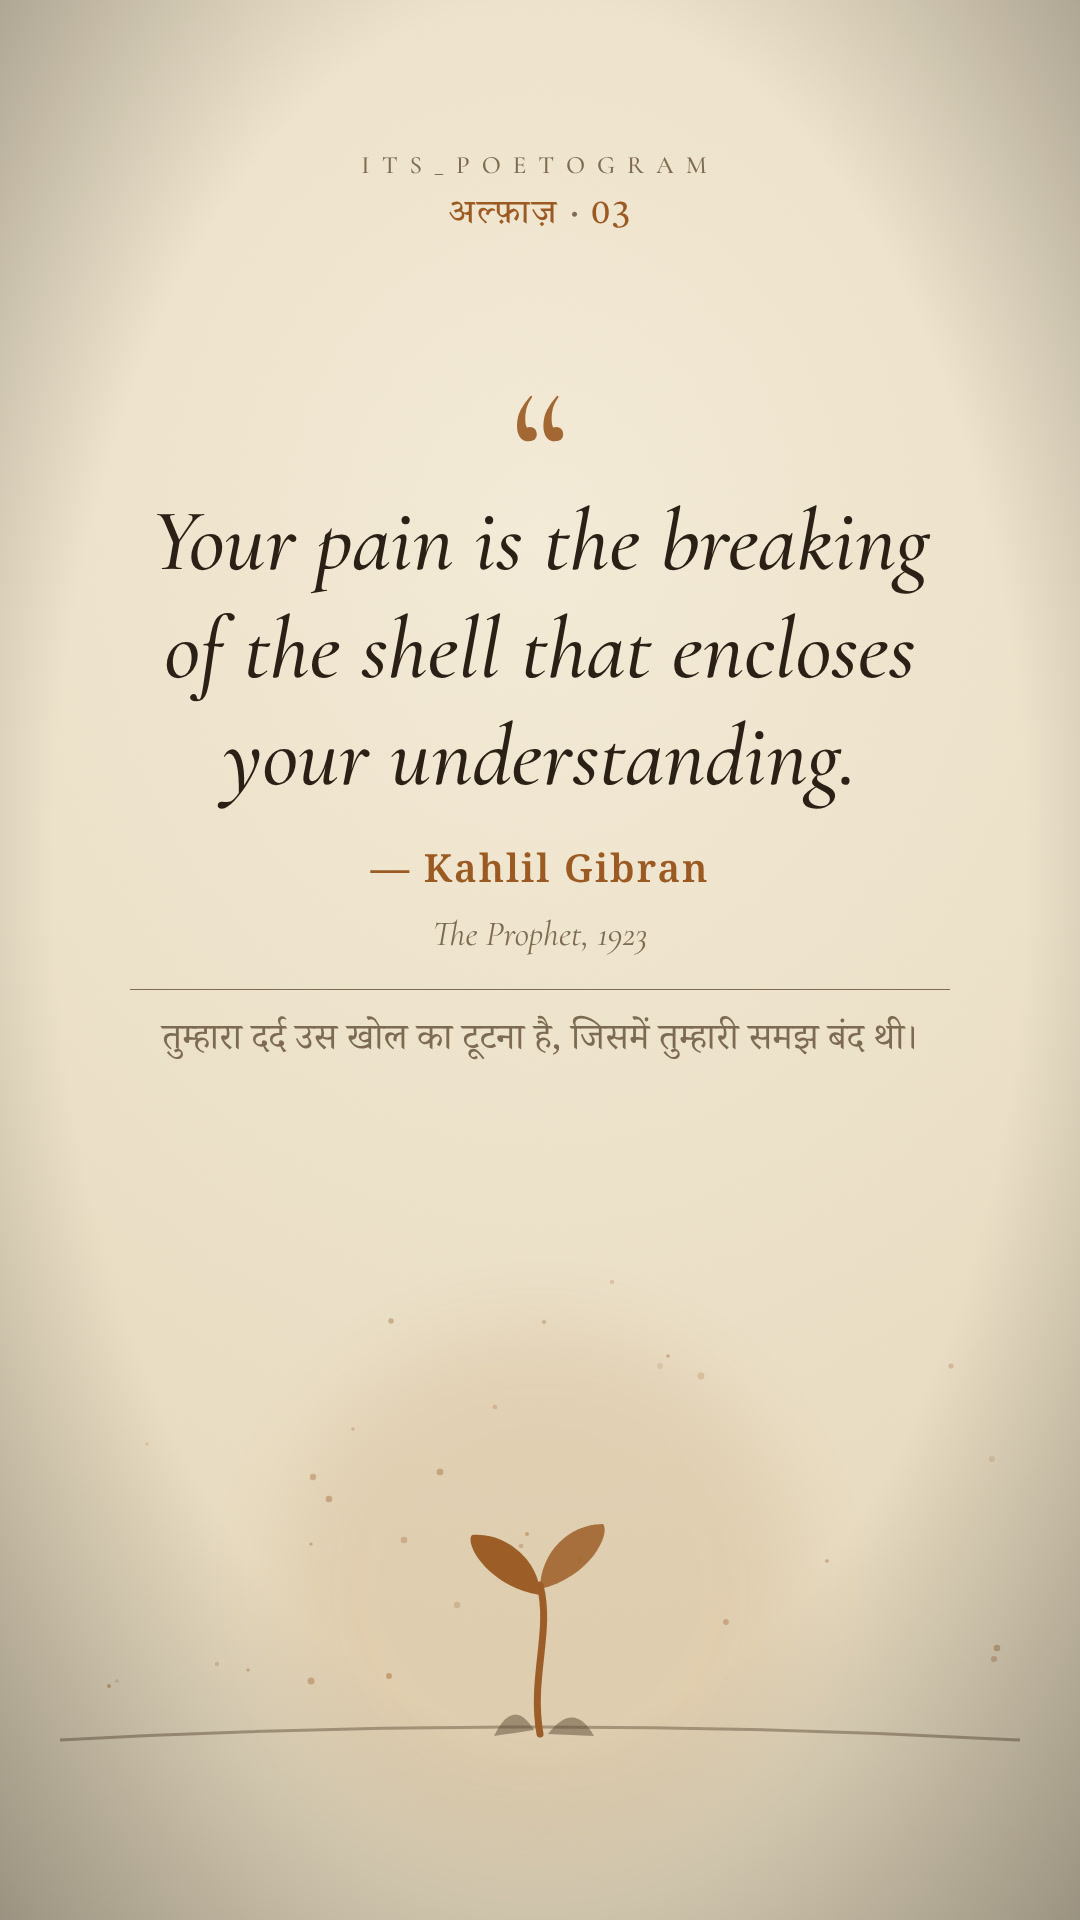 ITS_POETOGRAM
अल्फ़ाज़ · 03
“
Your pain is the breaking
of the shell that encloses
your understanding.
— Kahlil Gibran
The Prophet, 1923
तुम्हारा दर्द उस खोल का टूटना है, जिसमें तुम्हारी समझ बंद थी।